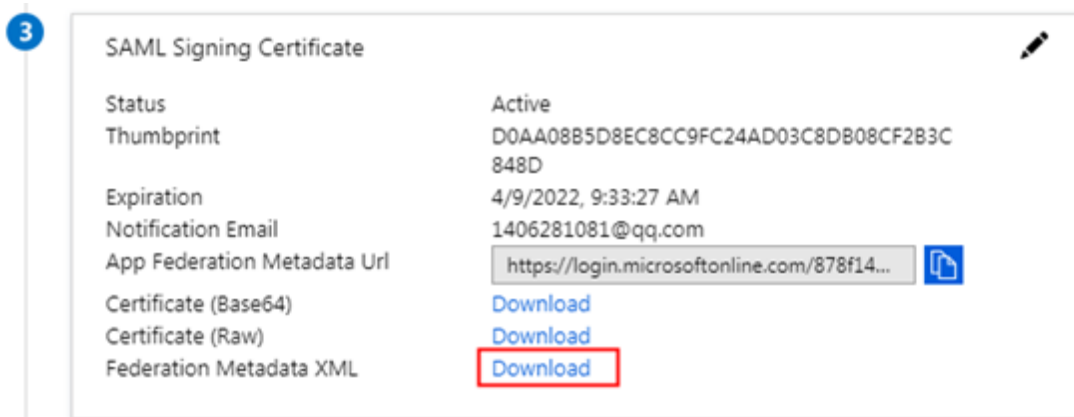 3
SAML Signing Certificate
Status Active
Thumbprint D0AA08B5D8EC8CC9FC24AD03C8DB08CF2B3C
848D
Expiration 4/9/2022, 9:33:27 AM
Notification Email 1406281081@qq.com
App Federation Metadata Url https://login.microsoftonline.com/878f14...
Certificate (Base64) Download
Certificate (Raw) Download
Federation Metadata XML Download